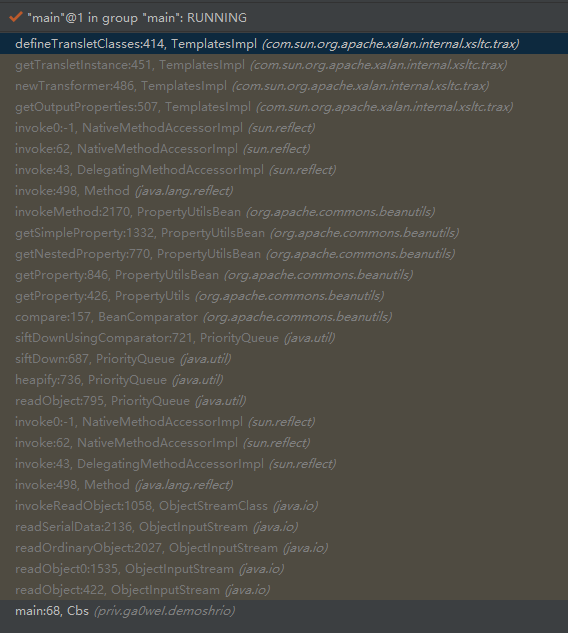 "main"@1 in group "main": RUNNING
defineTransletClasses:414, TemplatesImpl (com.sun.org.apache.xalan.internal.xsltc.trax)
getTransletInstance:451, TemplatesImpl (com.sun.org.apache.xalan.internal.xsltc.trax)
newTransformer:486, TemplatesImpl (com.sun.org.apache.xalan.internal.xsltc.trax)
getOutputProperties:507, TemplatesImpl (com.sun.org.apache.xalan.internal.xsltc.trax)
invoke0:-1, NativeMethodAccessorImpl (sun.reflect)
invoke:62, NativeMethodAccessorImpl (sun.reflect)
invoke:43, DelegatingMethodAccessorImpl (sun.reflect)
invoke:498, Method (java.lang.reflect)
invokeMethod:2170, PropertyUtilsBean (org.apache.commons.beanutils)
getSimpleProperty:1332, PropertyUtilsBean (org.apache.commons.beanutils)
getNestedProperty:770, PropertyUtilsBean (org.apache.commons.beanutils)
getProperty:846, PropertyUtilsBean (org.apache.commons.beanutils)
getProperty:426, PropertyUtils (org.apache.commons.beanutils)
compare:157, BeanComparator (org.apache.commons.beanutils)
siftDownUsingComparator:721, PriorityQueue (java.util)
siftDown:687, PriorityQueue (java.util)
heapify:736, PriorityQueue (java.util)
readObject:795, PriorityQueue (java.util)
invoke0:-1, NativeMethodAccessorImpl (sun.reflect)
invoke:62, NativeMethodAccessorImpl (sun.reflect)
invoke:43, DelegatingMethodAccessorImpl (sun.reflect)
invoke:498, Method (java.lang.reflect)
invokeReadObject:1058, ObjectStreamClass (java.io)
readSerialData:2136, ObjectInputStream (java.io)
readOrdinaryObject:2027, ObjectInputStream (java.io)
readObject0:1535, ObjectInputStream (java.io)
readObject:422, ObjectInputStream (java.io)
main:68, Cbs (priv.ga0weI.demoshrio)